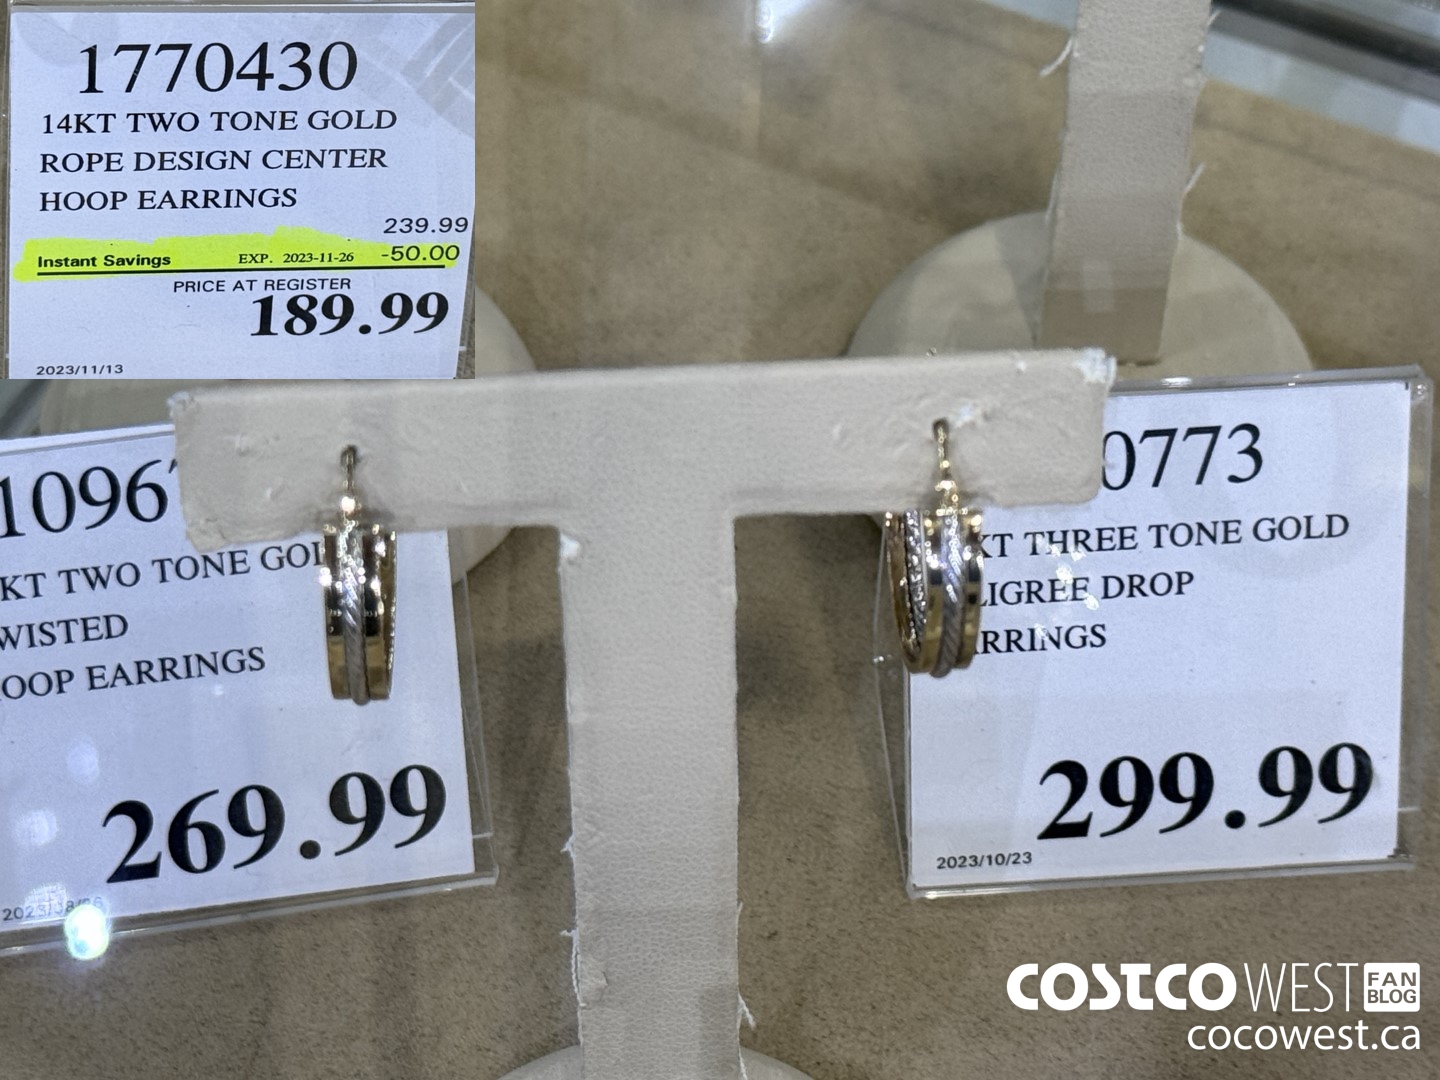 1770430
14KT TWO TONE GOLD
ROPE DESIGN CENTER
HOOP EARRINGS
239.99
Instant Savings EXP. 2023-11-26 -50.00
PRICE AT REGISTER
189.99
2023/11/13
1096
KT TWO TONE GOL
WISTED
OOP EARRINGS
269.99
0773
KT THREE TONE GOLD
LIGREE DROP
RRINGS
299.99
2023/10/23
COSTCO WEST FAN
BLOG
cocowest.ca